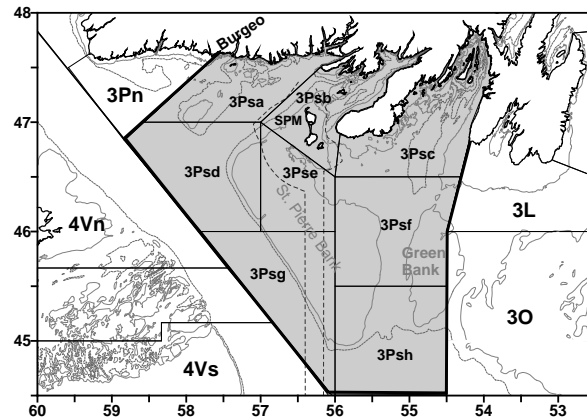 48
47
46
45
60
59
58
57
56
55
54
53
Burgeo
3Pn
3Psa
3Psb
SPM
3Psc
3Psd
3Pse
3Psf
3Psg
3Psh
St. Pierre Bank
Green
Bank
4Vn
4Vs
3L
3O